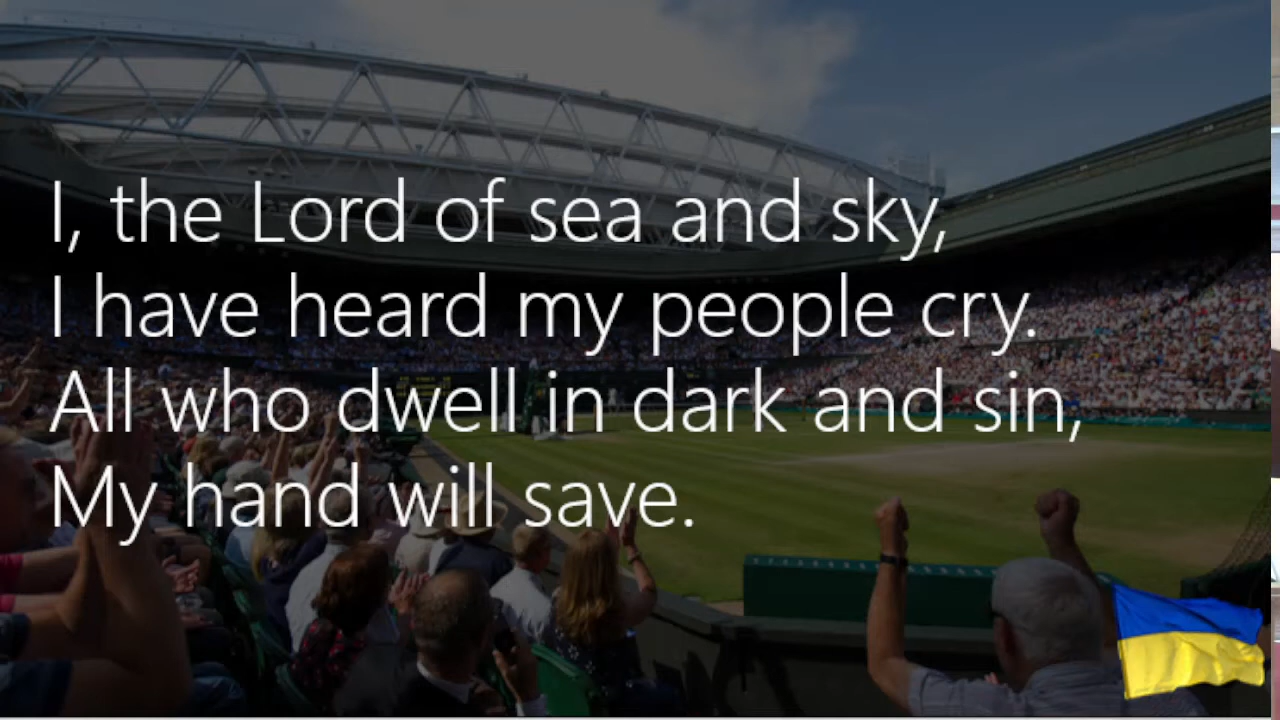 I, the Lord of sea and sky,
I have heard my people cry.
All who dwell in dark and sin,
My hand will save.